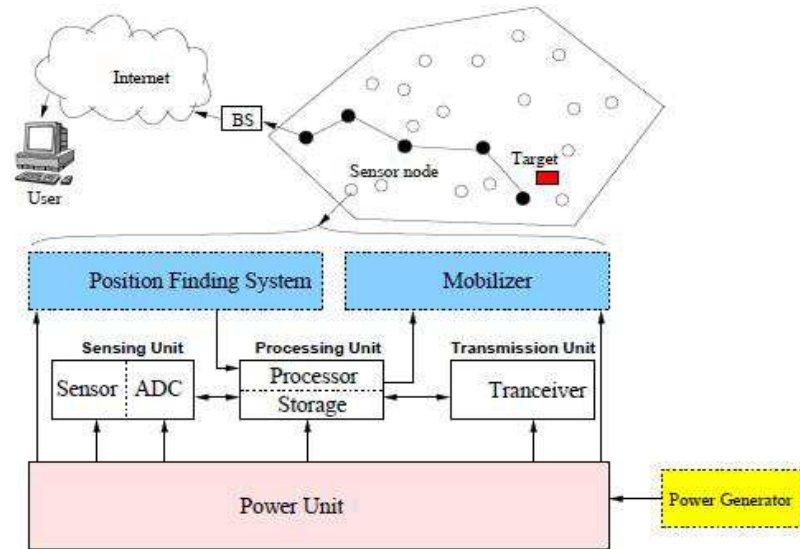 Internet
BS
Sensor node
Target
User
Position Finding System
Mobilizer
Sensing Unit
Processing Unit
Transmission Unit
Sensor
ADC
Processor
Storage
Tranceiver
Power Unit
Power Generator